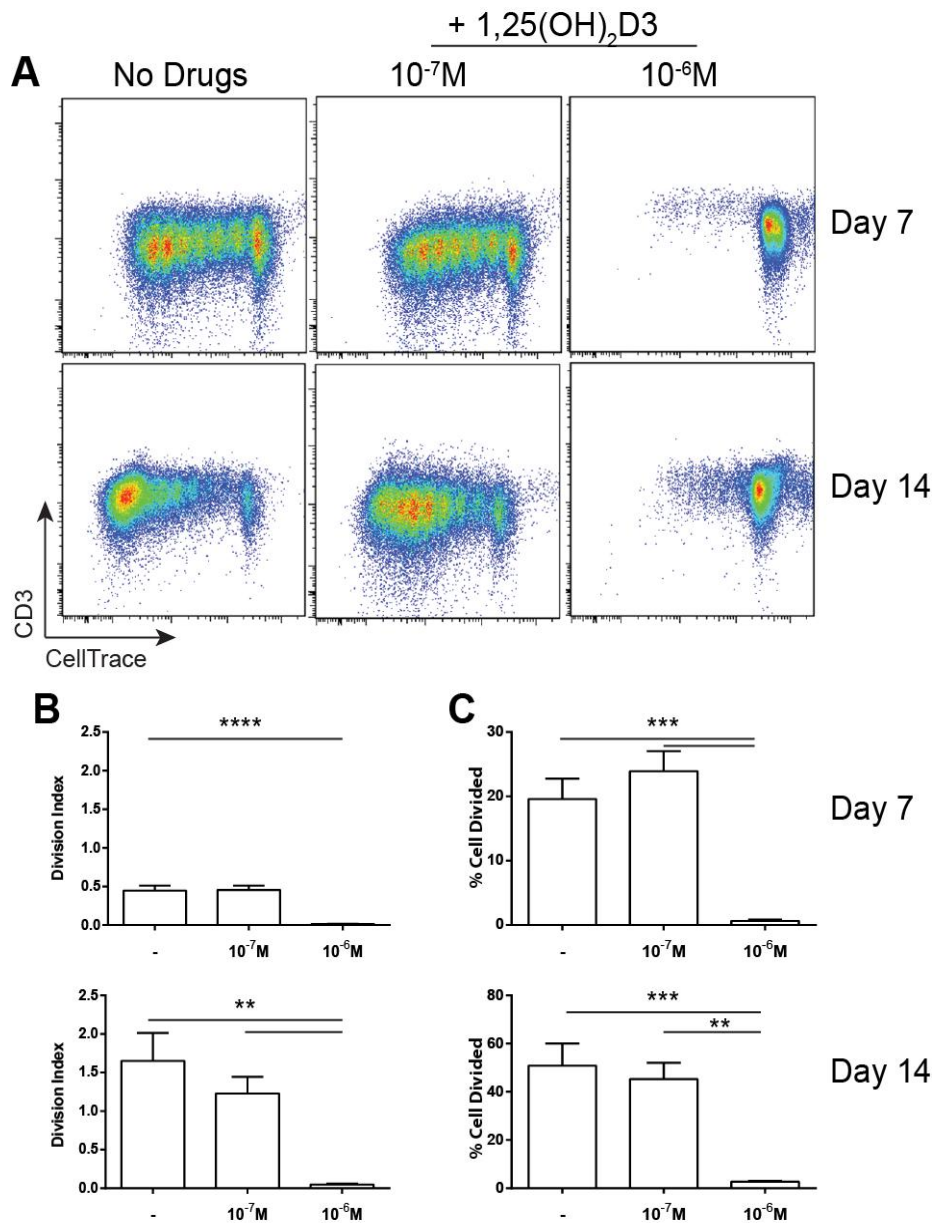 + 1,25(OH)2D3
A
No Drugs
10-7M
10-6M
Day 7
Day 14
CD3
CellTrace
B
C
****
2.5
2.0
1.5
1.0
0.5
0.0
Division Index
-
10-7M
10-6M
***
30
20
10
0
% Cell Divided
-
10-7M
10-6M
Day 7
**
2.5
2.0
1.5
1.0
0.5
0.0
Division Index
-
10-7M
10-6M
***
**
80
60
40
20
0
% Cell Divided
-
10-7M
10-6M
Day 14